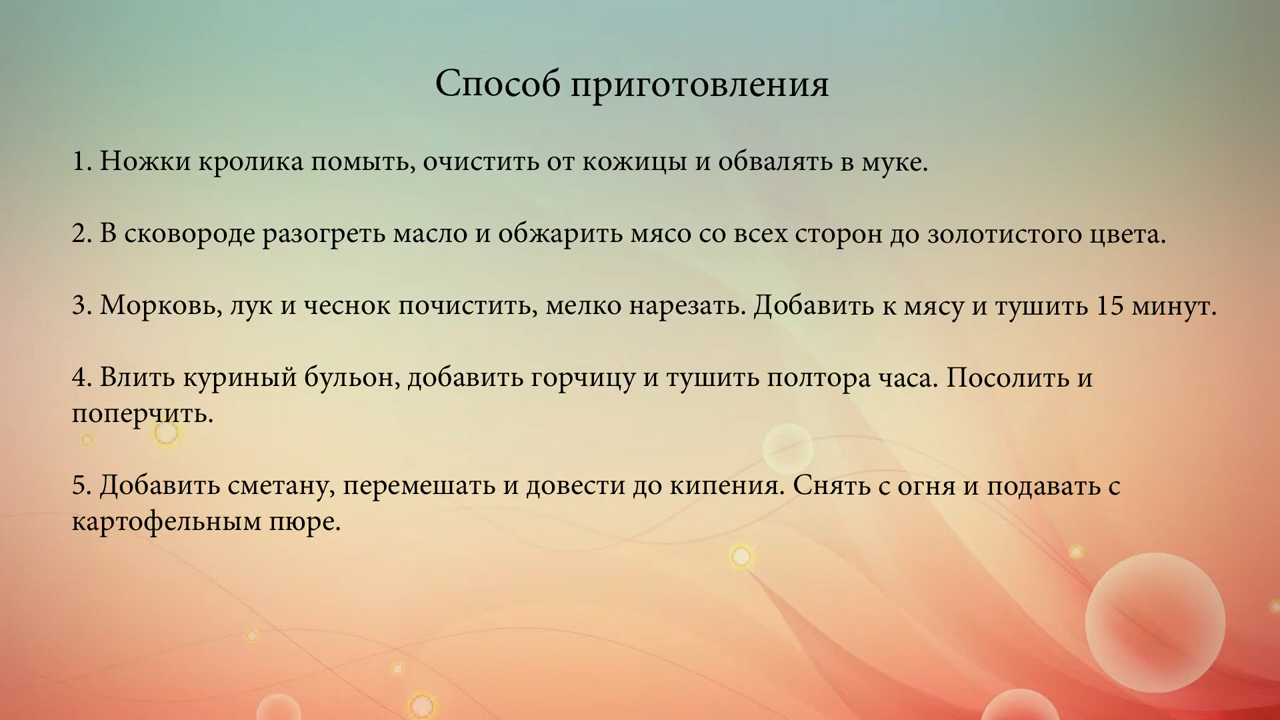 Способ приготовления
1. Ножки кролика помыть, очистить от кожицы и обвалять в муке.
2. В сковороде разогреть масло и обжарить мясо со всех сторон до золотистого цвета.
3. Морковь, лук и чеснок почистить, мелко нарезать. Добавить к мясу и тушить 15 минут.
4. Влить куриный бульон, добавить горчицу и тушить полтора часа. Посолить и
поперчить.
5. Добавить сметану, перемешать и довести до кипения. Снять с огня и подавать с
картофельным пюре.